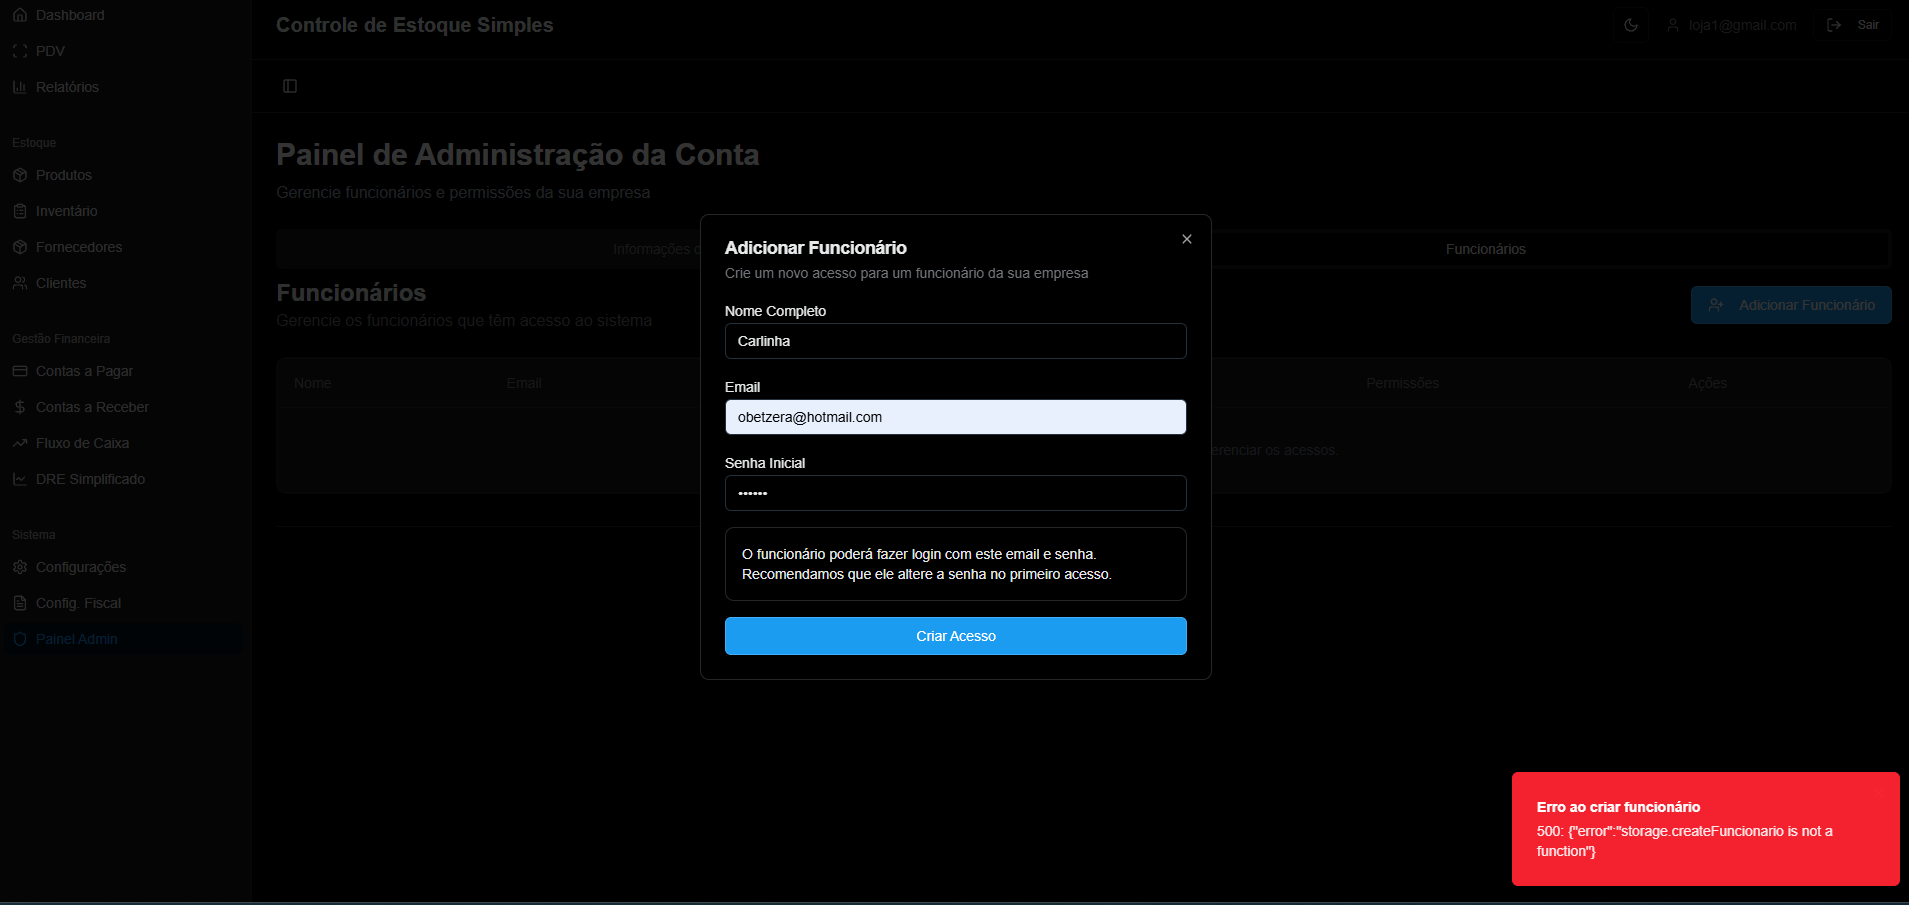 Dashboard
PDV
Relatórios
Estoque
Produtos
Inventário
Fornecedores
Clientes
Gestão Financeira
Contas a Pagar
Contas a Receber
Fluxo de Caixa
DRE Simplificado
Sistema
Configurações
Config. Fiscal
Painel Admin
Controle de Estoque Simples
loja1@gmail.com
Sair
Painel de Administração da Conta
Gerencie funcionários e permissões da sua empresa
Informações
Funcionários
Funcionários
Gerencie os funcionários que têm acesso ao sistema
Adicionar Funcionário
Nome
Email
Permissões
Ações
erenciar os acessos.
Adicionar Funcionário
Crie um novo acesso para um funcionário da sua empresa
Nome Completo
Carlinha
Email
obetzera@hotmail.com
Senha Inicial
••••••
O funcionário poderá fazer login com este email e senha.
Recomendamos que ele altere a senha no primeiro acesso.
Criar Acesso
Erro ao criar funcionário
500: {"error":"storage.createFuncionario is not a
function"}